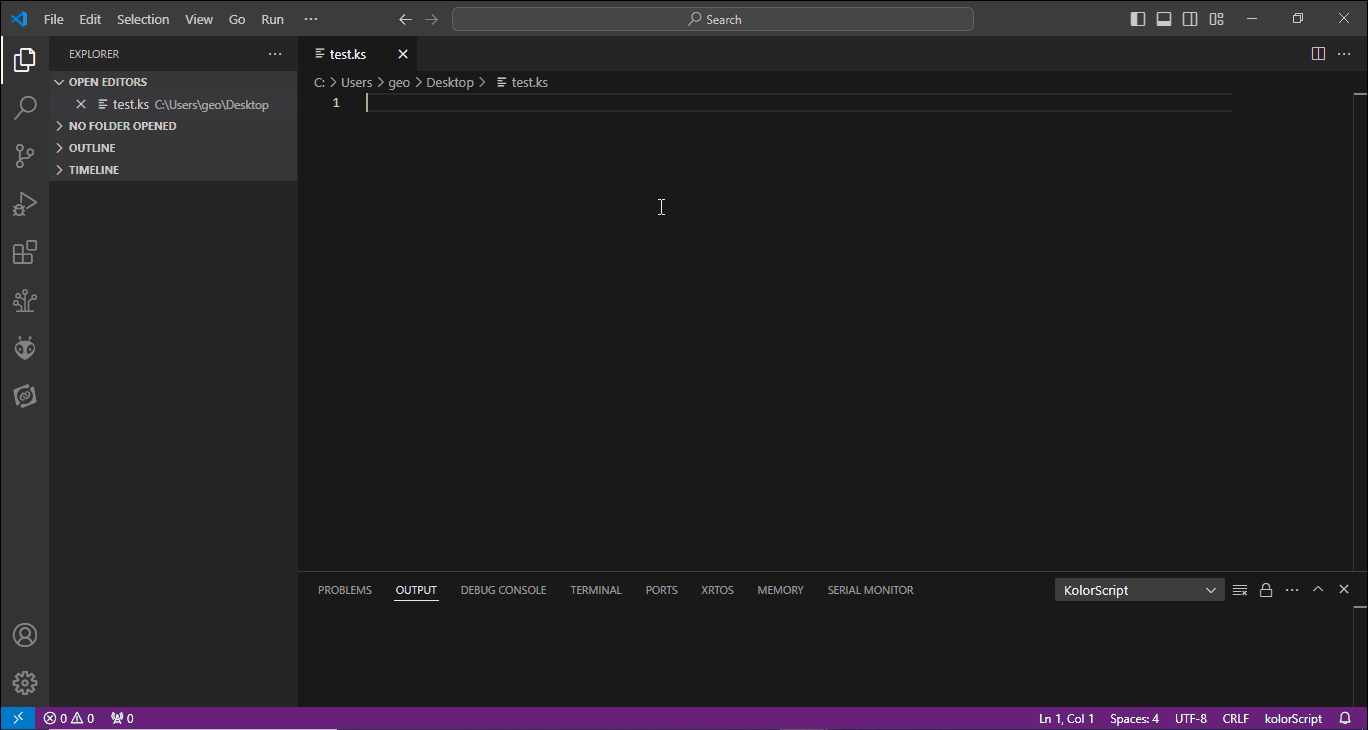 File Edit Selection View Go Run ···
Search
EXPLORER ···
OPEN EDITORS
test.ks C:\Users\geo\Desktop
NO FOLDER OPENED
OUTLINE
TIMELINE
test.ks
C: > Users > geo > Desktop > test.ks
1
PROBLEMS OUTPUT DEBUG CONSOLE TERMINAL PORTS XRTOS MEMORY SERIAL MONITOR KolorScript
0 0 0 Ln 1, Col 1 Spaces: 4 UTF-8 CRLF kolorScript